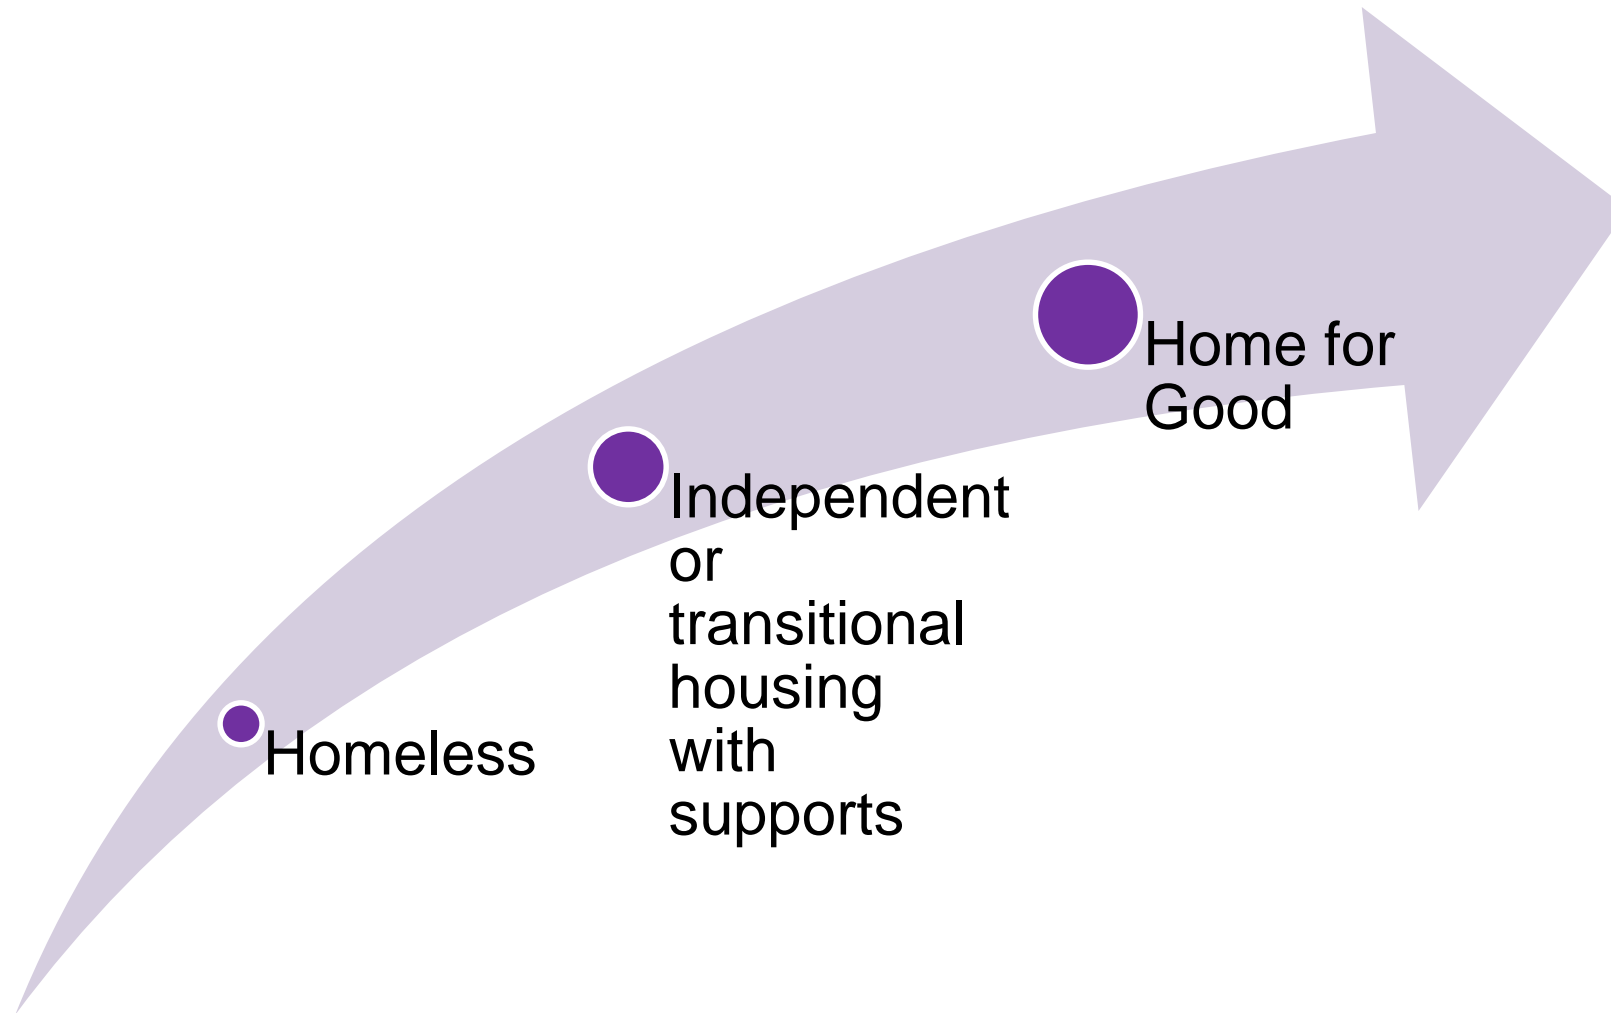 Home for
Good
Independent
or
transitional
housing
with
supports
Homeless